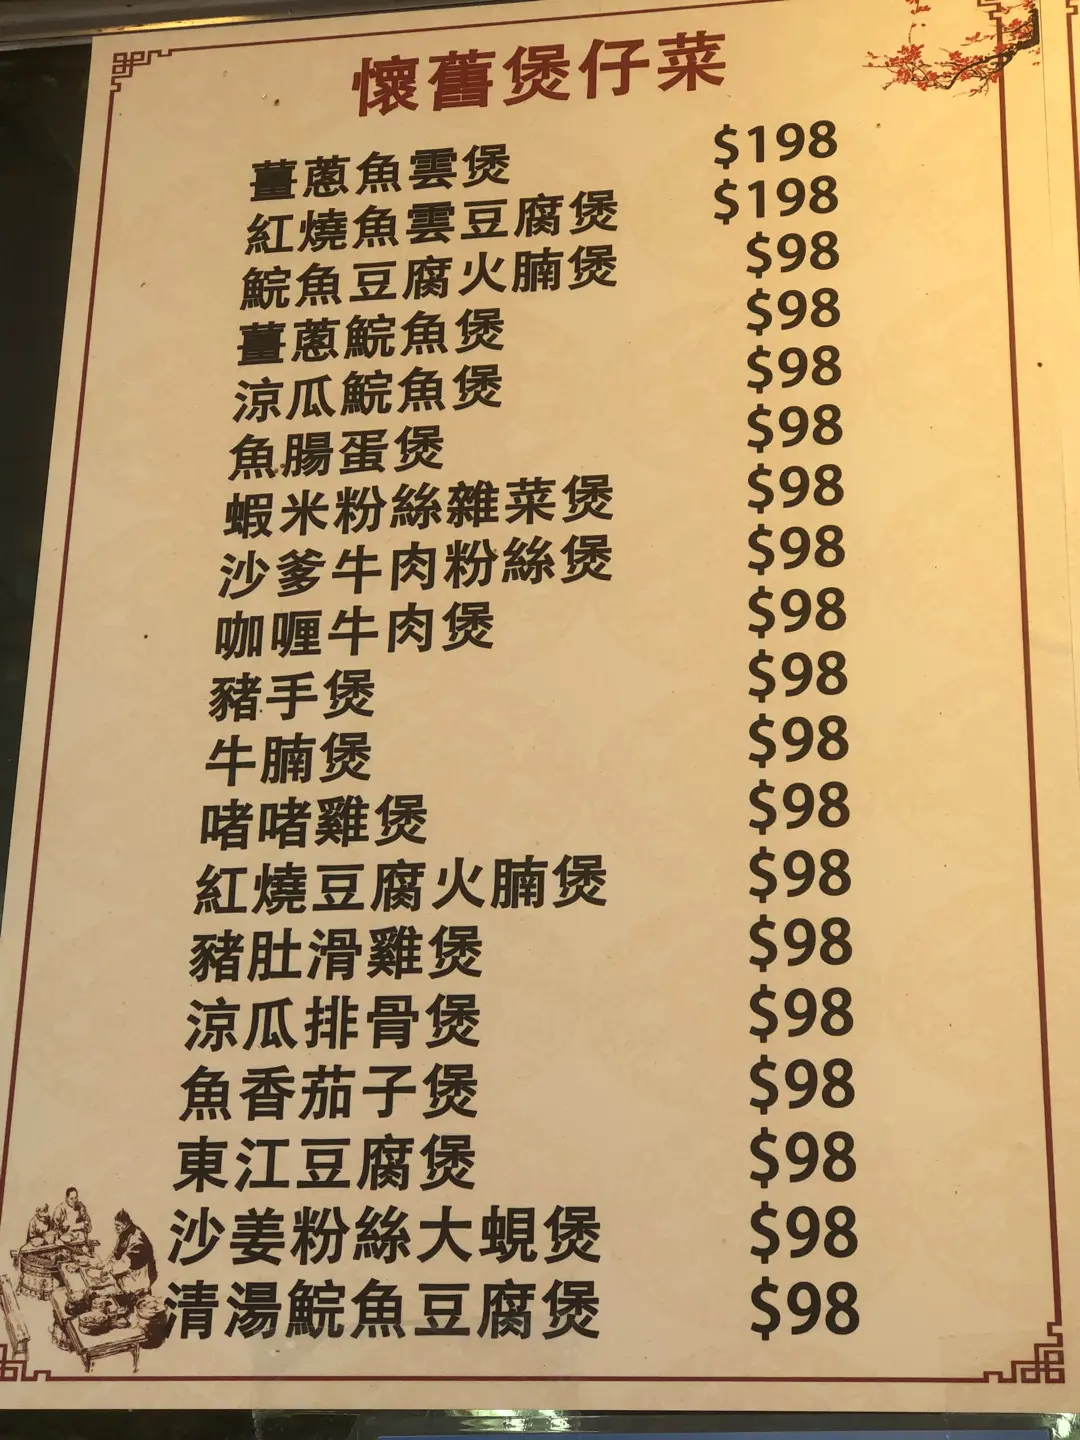 懷舊煲仔菜
薑蔥魚雲煲 $198
紅燒魚雲豆腐煲 $198
鯇魚豆腐火腩煲 $98
薑蔥鯇魚煲 $98
涼瓜鯇魚煲 $98
魚腸蛋煲 $98
蝦米粉絲雜菜煲 $98
沙爹牛肉粉絲煲 $98
咖喱牛肉煲 $98
豬手煲 $98
牛腩煲 $98
啫啫雞煲 $98
紅燒豆腐火腩煲 $98
豬肚滑雞煲 $98
涼瓜排骨煲 $98
魚香茄子煲 $98
東江豆腐煲 $98
沙姜粉絲大蜆煲 $98
清湯鯇魚豆腐煲 $98